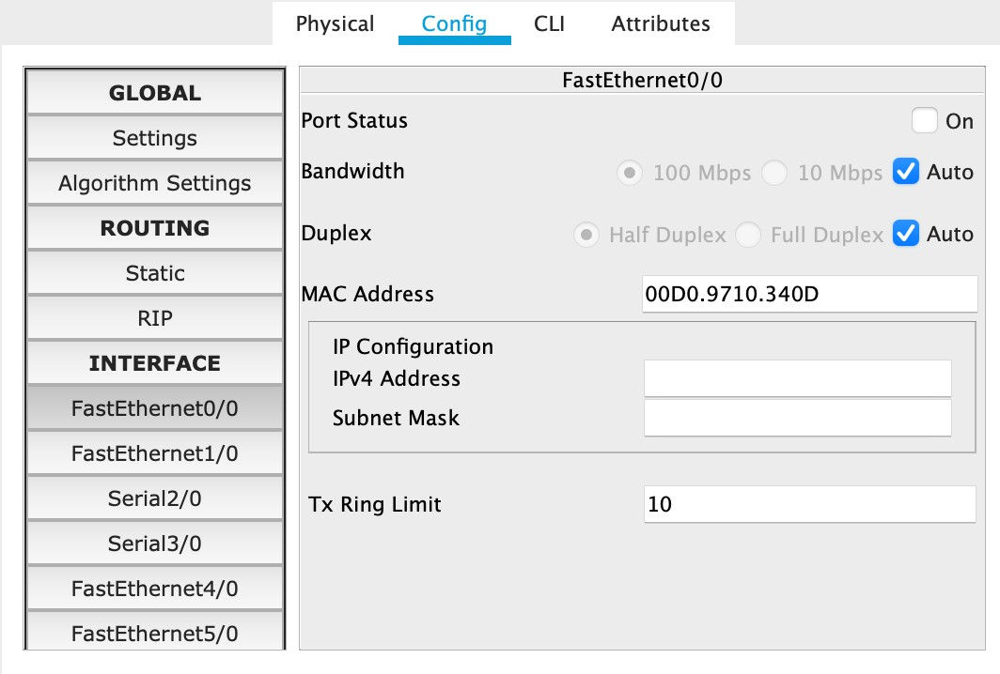 Physical Config CLI Attributes
GLOBAL
Settings
Algorithm Settings
ROUTING
Static
RIP
INTERFACE
FastEthernet0/0
FastEthernet1/0
Serial2/0
Serial3/0
FastEthernet4/0
FastEthernet5/0
FastEthernet0/0
Port Status On
Bandwidth 100 Mbps 10 Mbps Auto
Duplex Half Duplex Full Duplex Auto
MAC Address 00D0.9710.340D
IP Configuration
IPv4 Address
Subnet Mask
Tx Ring Limit 10